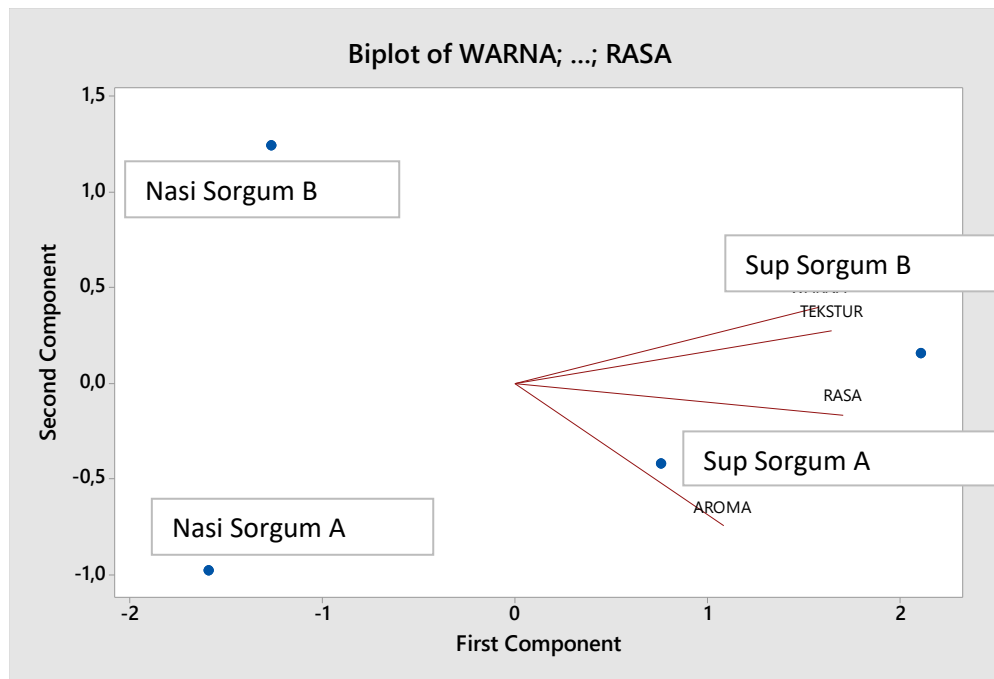 Biplot of WARNA; ...; RASA
1,5
1,0
0,5
0,0
-0,5
-1,0
Second Component
Nasi Sorgum B
Sup Sorgum B
TEKSTUR
RASA
Sup Sorgum A
AROMA
Nasi Sorgum A
-2
-1
0
1
2
First Component